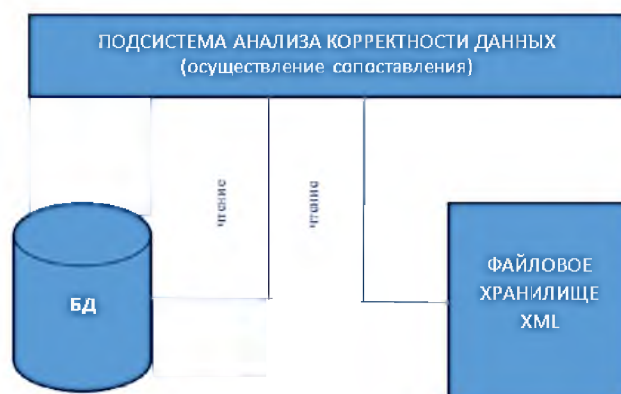 ПОДСИСТЕМА АНАЛИЗА КОРРЕКТНОСТИ ДАННЫХ
(осуществление сопоставления)
чтение
чтение
БД
ФАЙЛОВОЕ
ХРАНИЛИЩЕ
XML